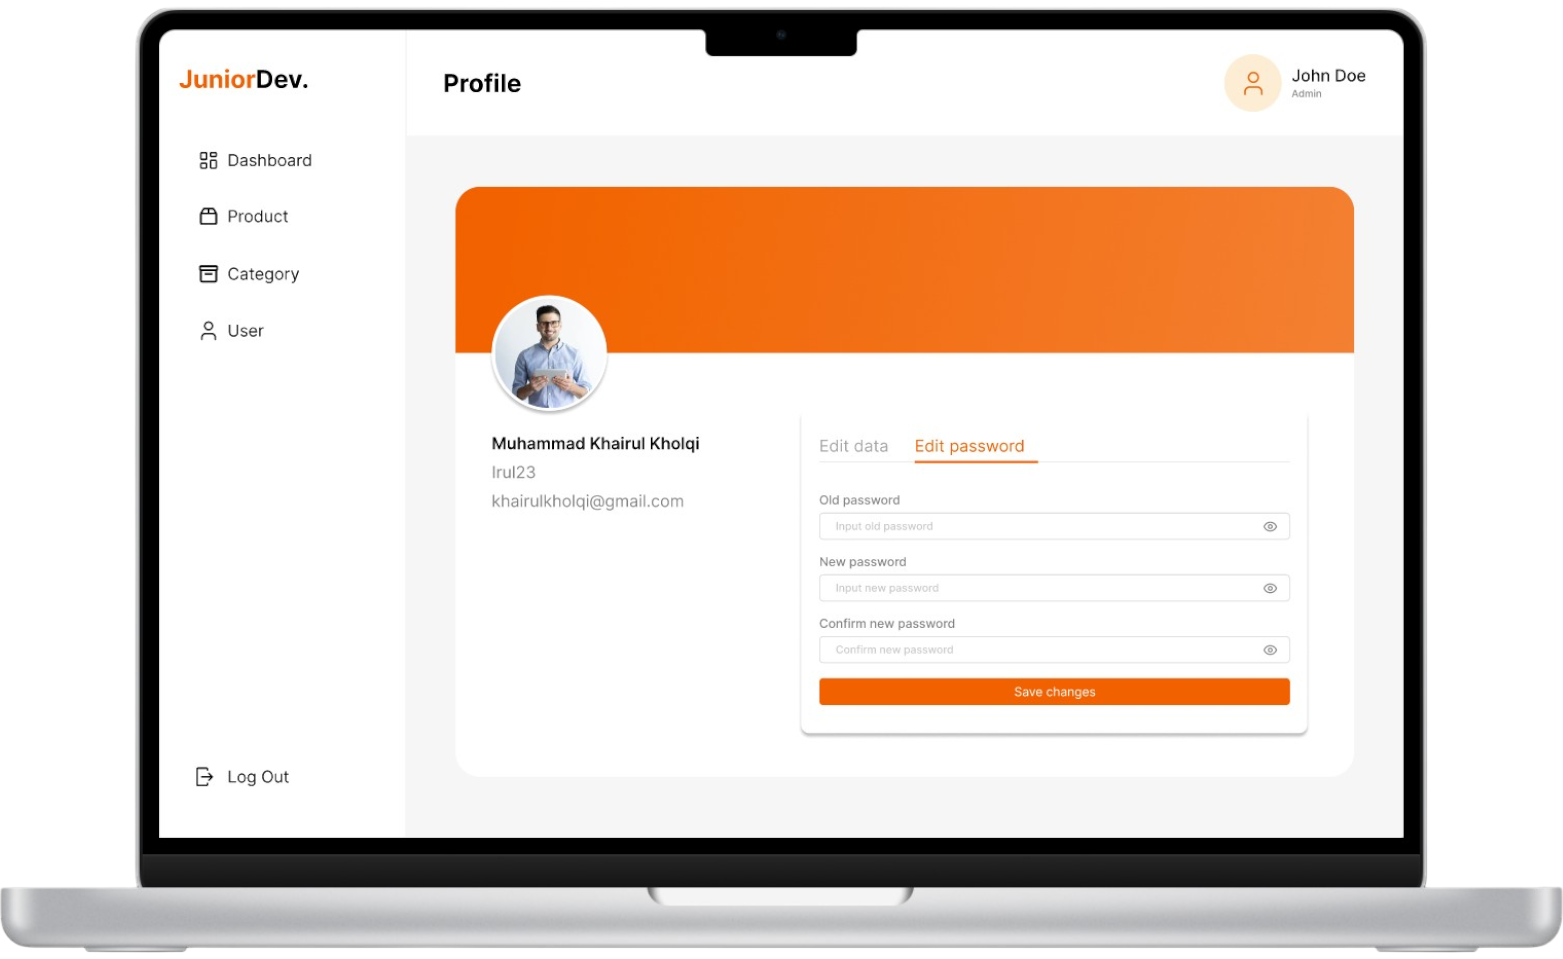 JuniorDev.
Profile
John Doe
Admin
Dashboard
Product
Category
User
Log Out
Muhammad Khairul Kholqi
Irul23
khairulkholqi@gmail.com
Edit data
Edit password
Old password
Input old password
New password
Input new password
Confirm new password
Confirm new password
Save changes